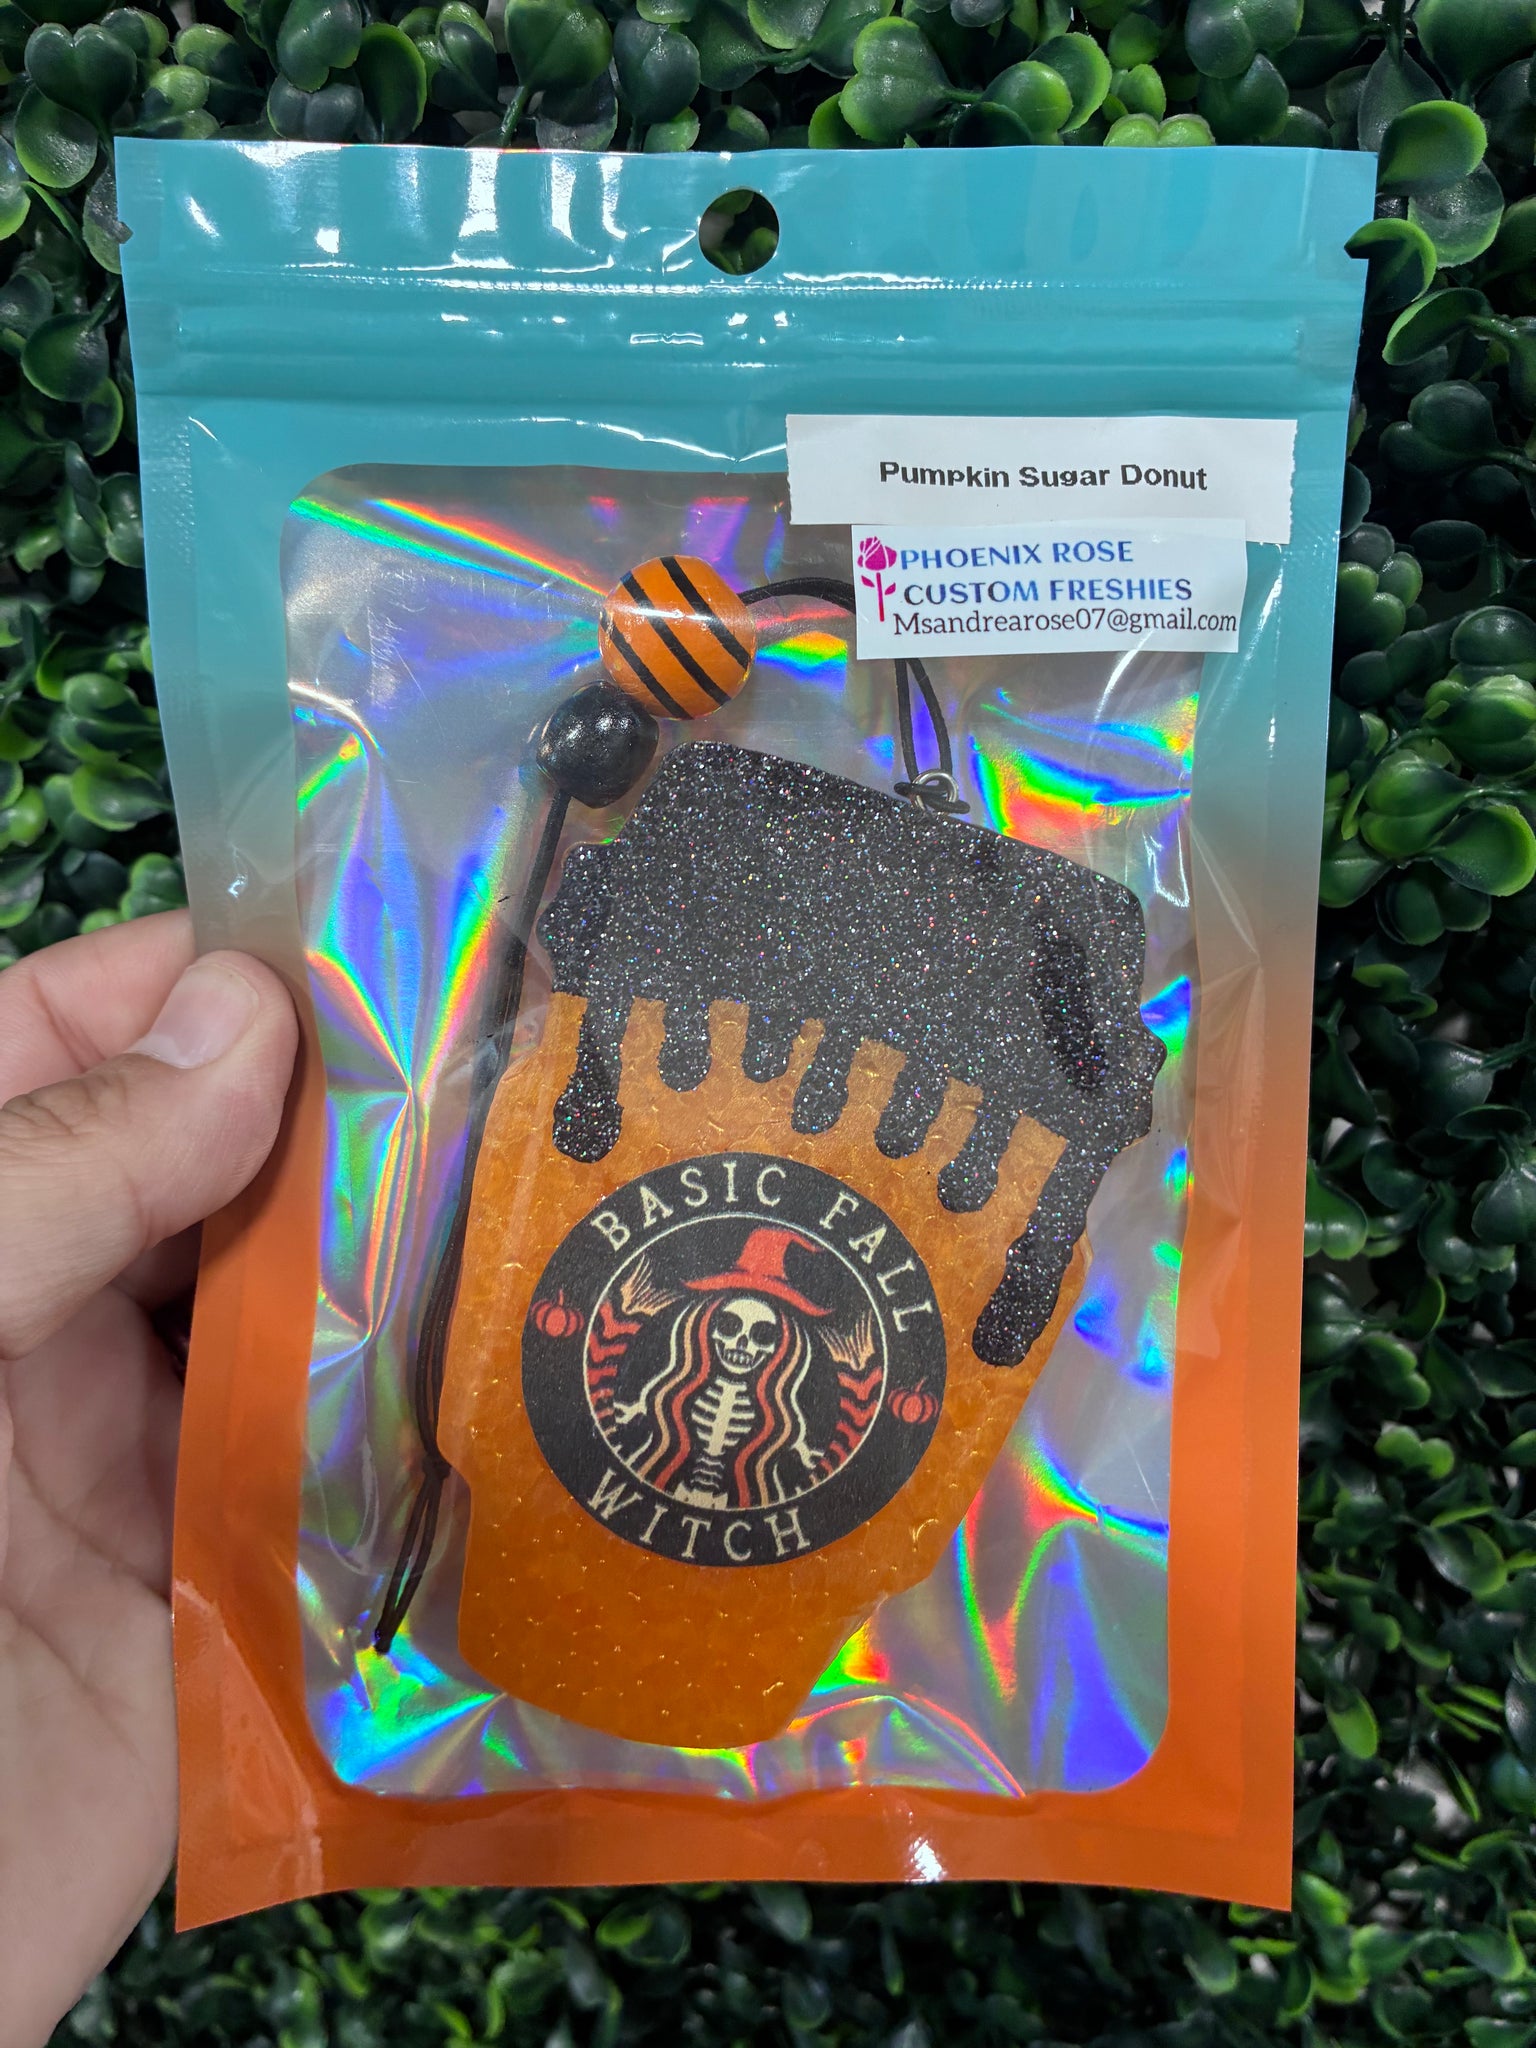 Pumpkin Sugar Donut
PHOENIX ROSE
CUSTOM FRESHIES
Msandrearose07@gmail.com
BASIC FALL
WITCH